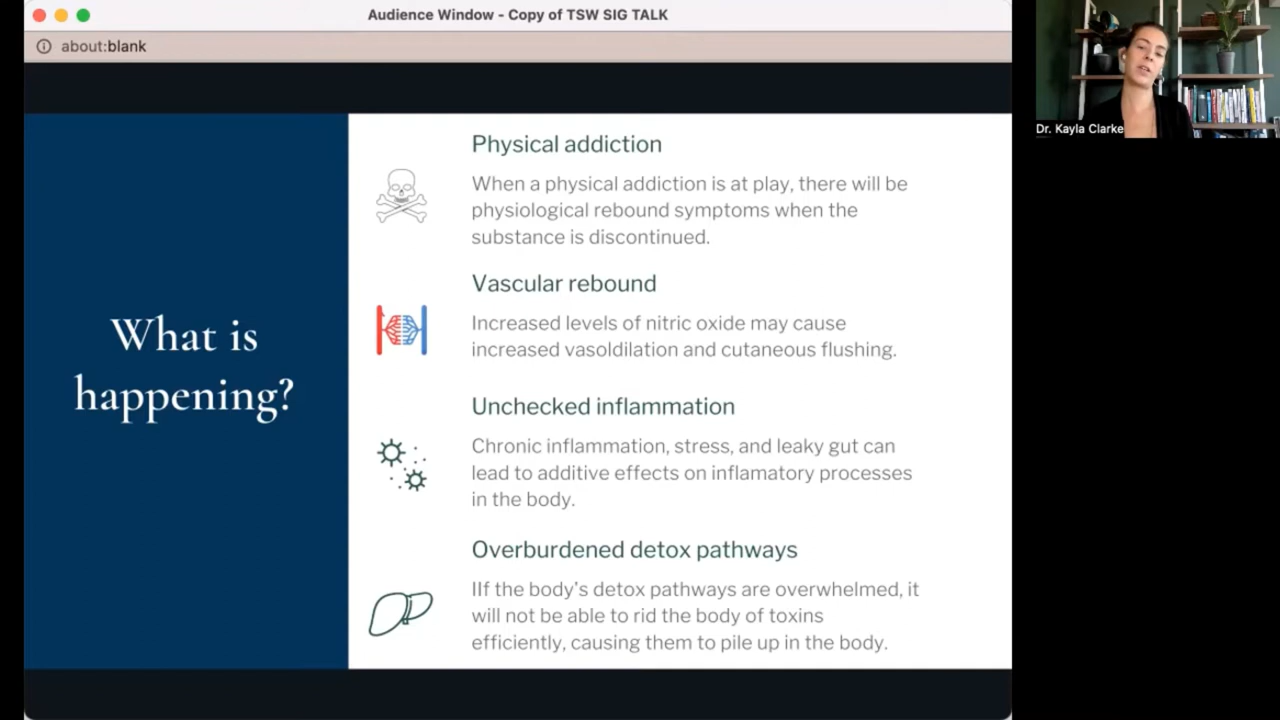 Audience Window - Copy of TSW SIG TALK
about:blank
Dr. Kayla Clarke
What is
happening?
Physical addiction
When a physical addiction is at play, there will be
physiological rebound symptoms when the
substance is discontinued.
Vascular rebound
Increased levels of nitric oxide may cause
increased vasoldilation and cutaneous flushing.
Unchecked inflammation
Chronic inflammation, stress, and leaky gut can
lead to additive effects on inflamatory processes
in the body.
Overburdened detox pathways
IIf the body's detox pathways are overwhelmed, it
will not be able to rid the body of toxins
efficiently, causing them to pile up in the body.